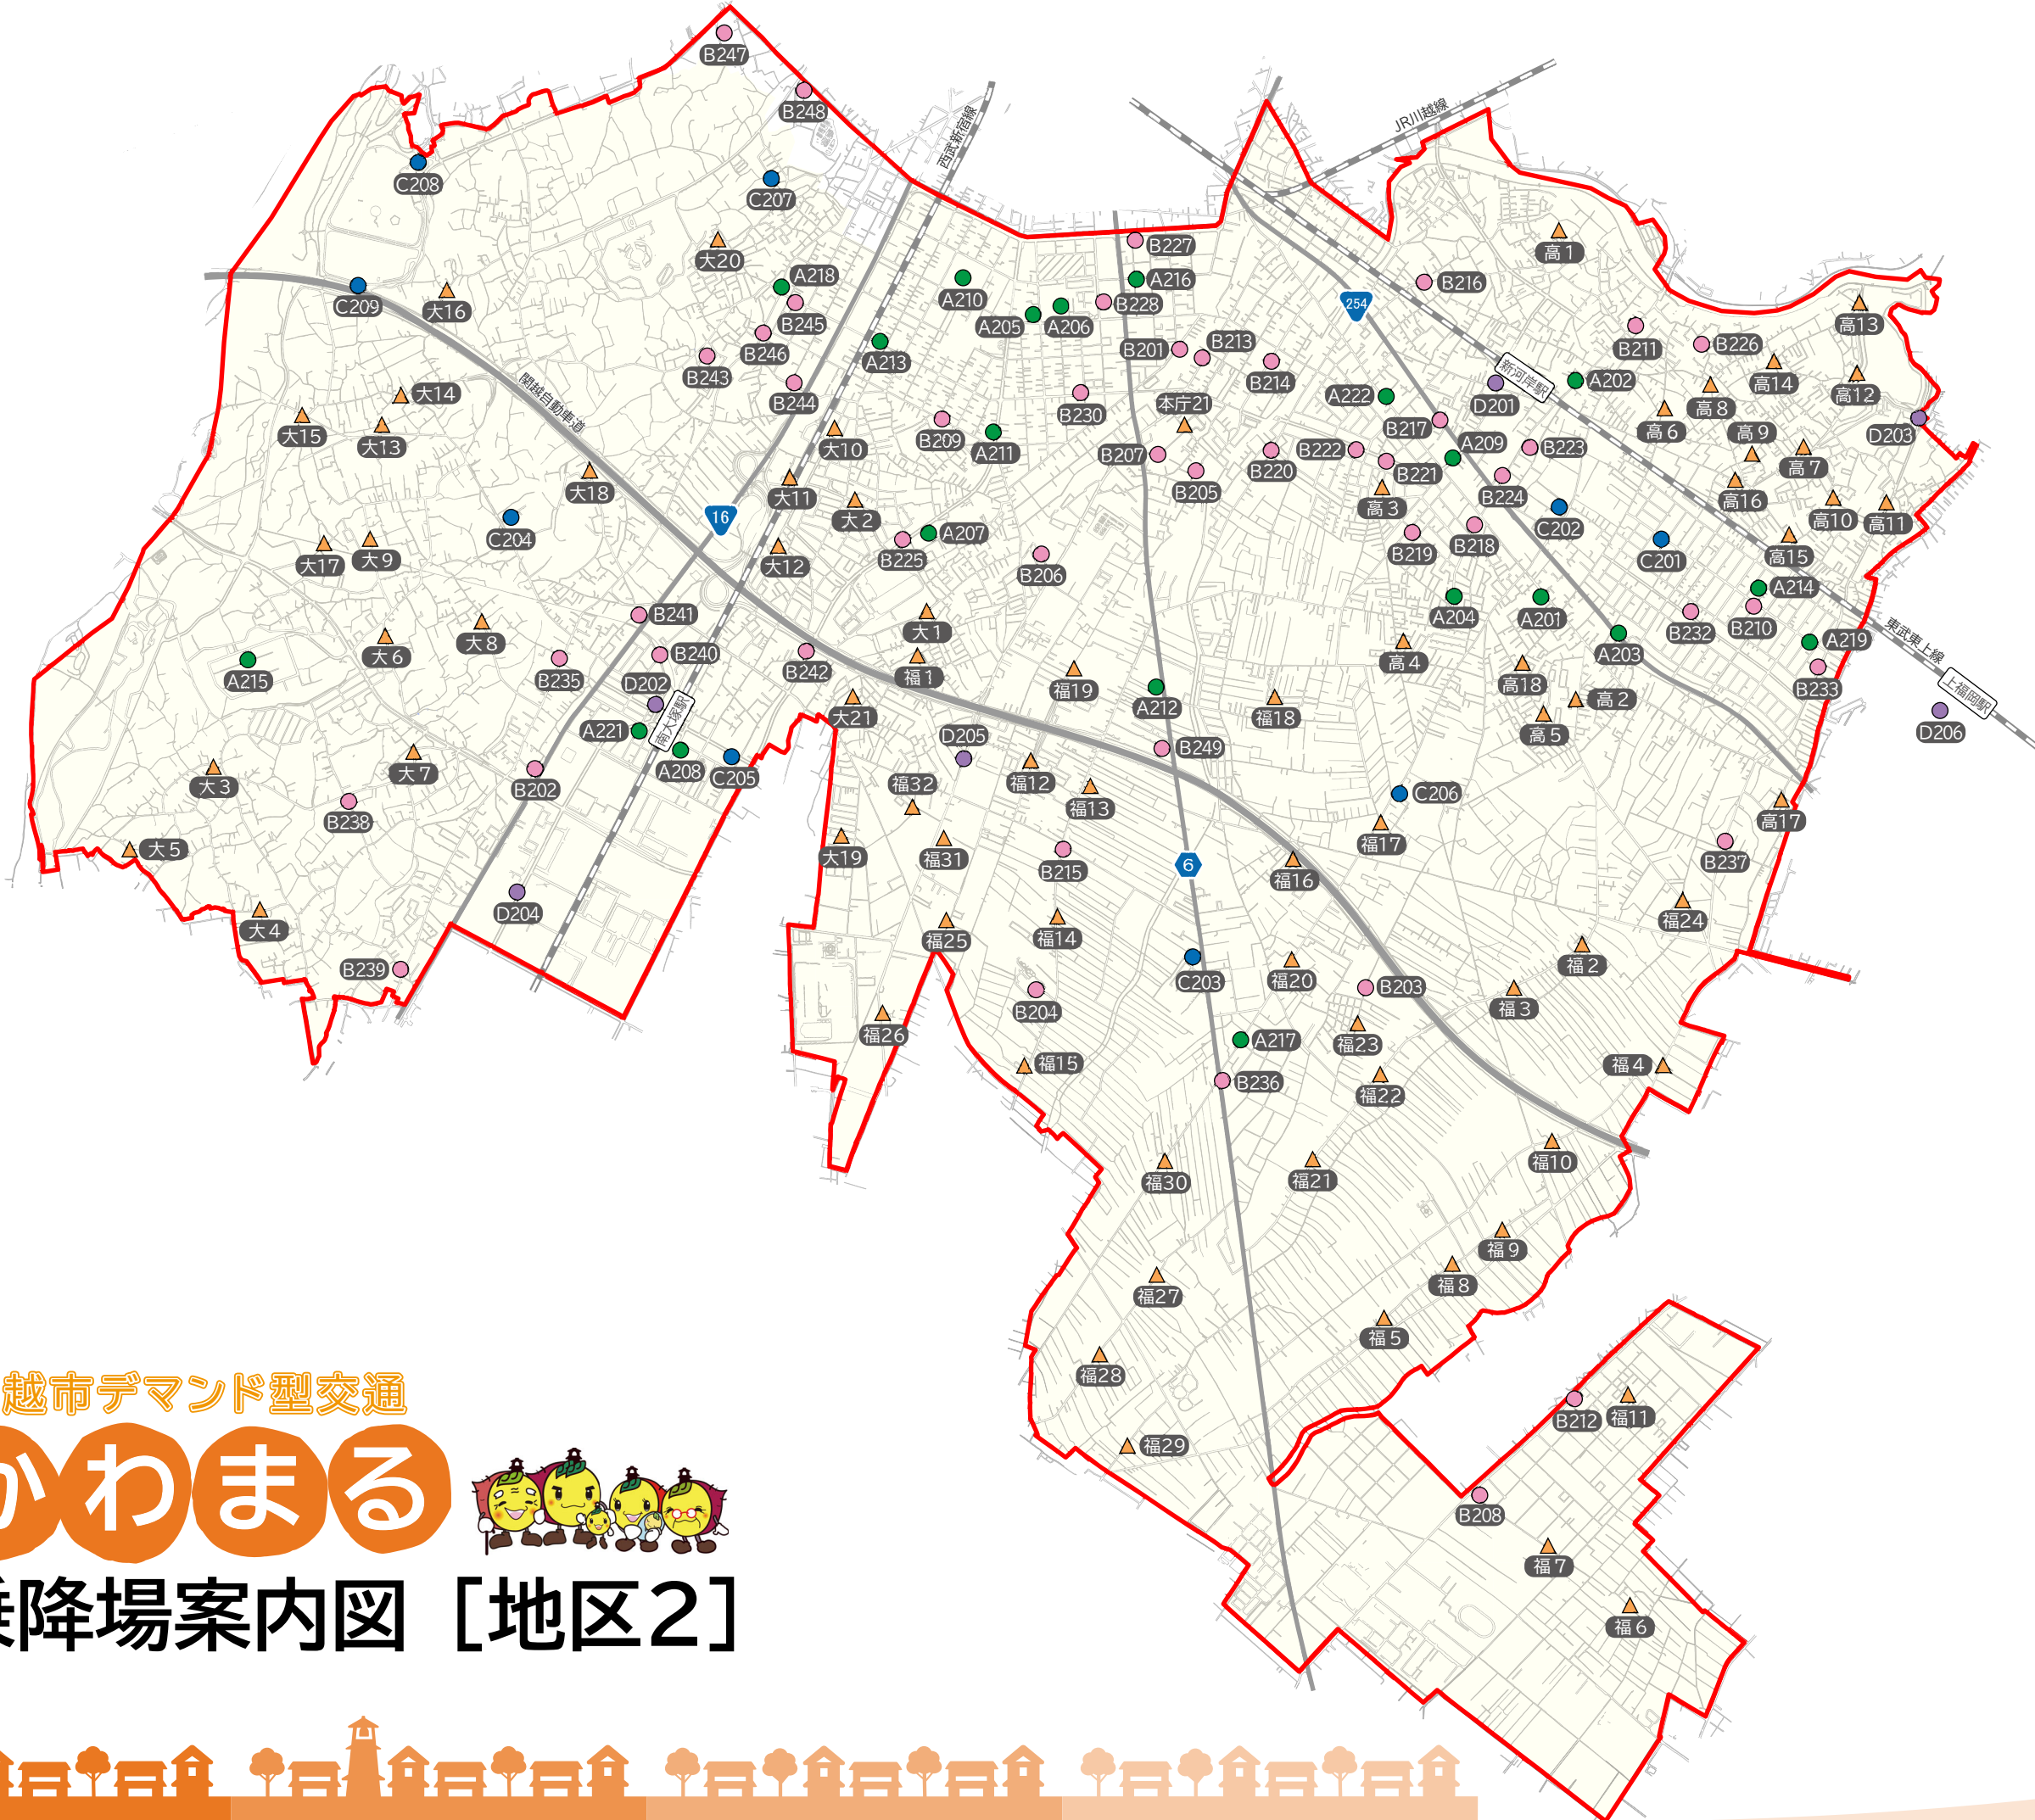 B247
B248
JR川越線
西武新宿線
C208
C207
B227
高1
大20
A218
A210
A216
B216
C209
大16
B245
A205
A206
B228
254
高13
B246
A213
B201
B213
B211
B226
B243
B214
新河岸駅
A202
高14
大14
関越自動車道
B244
B230
本庁21
A222
D201
高8
高12
大15
大13
大10
B209
A211
B207
B217
A209
高6
高9
D203
B222
B223
高7
大18
大11
B205
B220
B221
B224
高16
16
大2
高3
C202
高10
高11
C204
大17
大9
大12
B225
A207
B206
B219
B218
C201
高15
A214
B241
大1
A204
A201
B232
B210
大6
大8
B240
B242
福1
高4
A203
A219
東武東上線
A215
B235
D202
福19
高18
B233
上福岡駅
大21
A212
福18
高2
A221
南大塚駅
D205
高5
D206
大3
大7
A208
C205
B249
B202
福32
福12
福13
C206
B238
高17
大5
大19
福31
B215
6
福16
福17
B237
D204
福24
大4
福25
福14
B239
C203
福20
B203
福2
B204
福3
福26
A217
福23
福15
B236
福22
福4
福30
福21
福10
福9
福27
福8
福5
福28
B212
福11
福29
B208
福7
福6
越市デマンド型交通
かわまる
乗降場案内図［地区2］